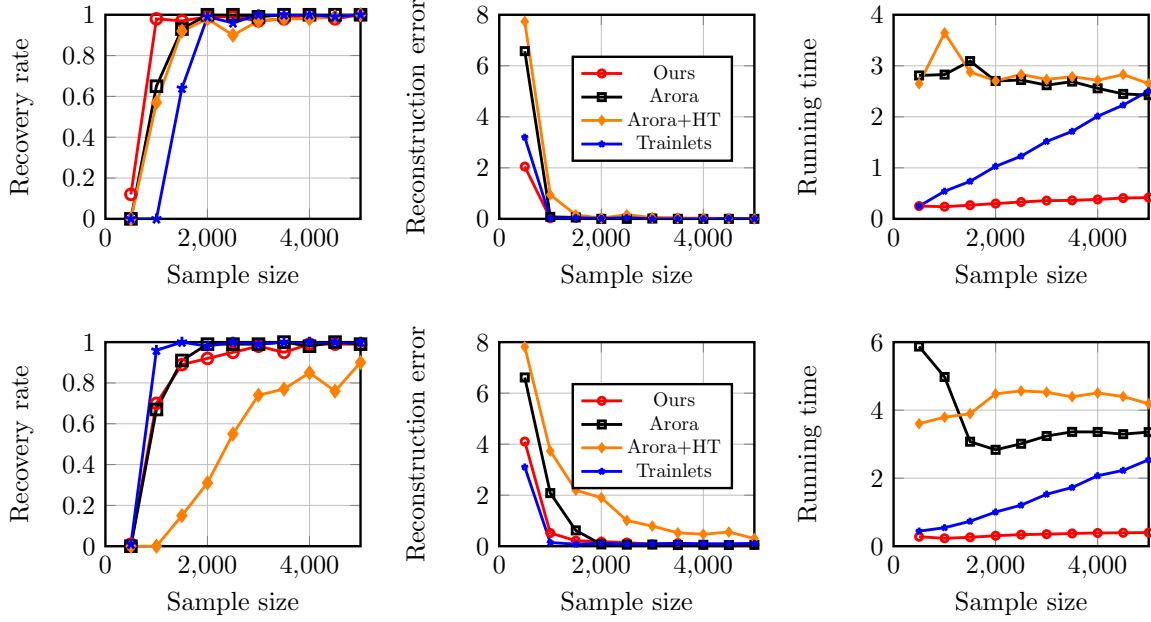 0
2,000
4,000
0
0.2
0.4
0.6
0.8
1
Sample size
Recovery rate
0
2,000
4,000
0
2
4
6
8
Sample size
Reconstruction error
Ours
Arora
Arora+HT
Trainlets
0
2,000
4,000
0
1
2
3
4
Sample size
Running time
0
2,000
4,000
0
0.2
0.4
0.6
0.8
1
Sample size
Recovery rate
0
2,000
4,000
0
2
4
6
8
Sample size
Reconstruction error
Ours
Arora
Arora+HT
Trainlets
0
2,000
4,000
0
2
4
6
Sample size
Running time